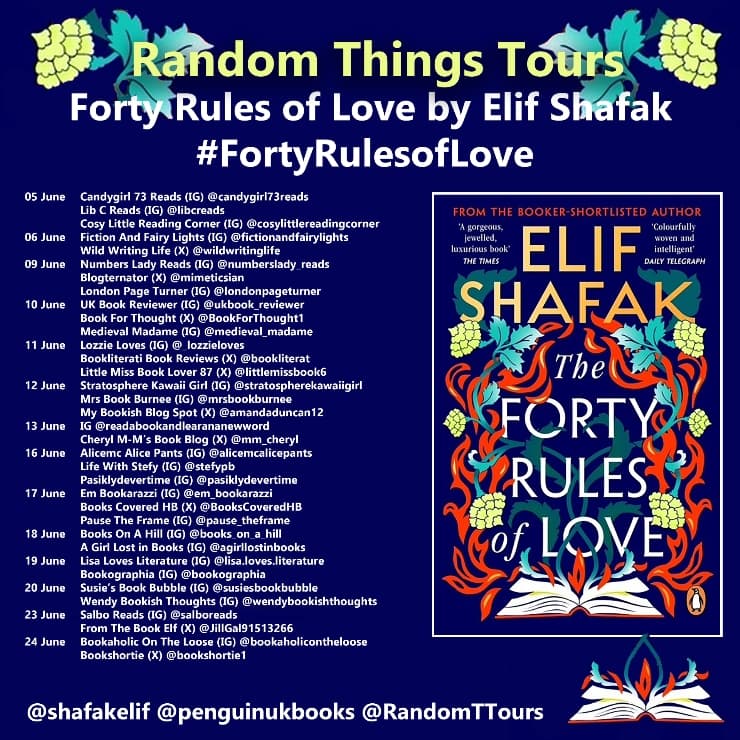 Random Things Tours
Forty Rules of Love by Elif Shafak
#FortyRulesofLove
05 June Candygirl 73 Reads (IG) @candygirl73reads
Lib C Reads (IG) @libcreads
Cosy Little Reading Corner (IG) @cosylittlereadingcorner
06 June Fiction And Fairy Lights (IG) @fictionandfairylights
Wild Writing Life (X) @wildwritinglife
09 June Numbers Lady Reads (IG) @numberslady_reads
Blogternator (X) @mimeticsian
London Page Turner (IG) @londonpageturner
10 June UK Book Reviewer (IG) @ukbook_reviewer
Book For Thought (X) @BookForThought1
Medieval Madame (IG) @medieval_madame
11 June Lozzie Loves (IG) @_lozzieloves
Bookliterati Book Reviews (X) @bookliterat
Little Miss Book Lover 87 (X) @littlemissbook6
12 June Stratosphere Kawaii Girl (IG) @stratospherekawaiigirl
Mrs Book Burnee (IG) @mrsbookburnee
My Bookish Blog Spot (X) @amandaduncan12
13 June IG @readabookandlearananewword
Cheryl M-M's Book Blog (X) @mm_cheryl
16 June Alicemc Alice Pants (IG) @alicemcalicepants
Life With Stefy (IG) @stefypb
Pasiklydevertime (IG) @pasiklydevertime
17 June Em Bookarazzi (IG) @em_bookarazzi
Books Covered HB (X) @BooksCoveredHB
Pause The Frame (IG) @pause_theframe
18 June Books On A Hill (IG) @books_on_a_hill
A Girl Lost in Books (IG) @agirllostinbooks
19 June Lisa Loves Literature (IG) @lisa.loves.literature
Bookographia (IG) @bookographia
20 June Susie's Book Bubble (IG) @susiesbookbubble
Wendy Bookish Thoughts (IG) @wendybookishthoughts
23 June Salbo Reads (IG) @salboreads
From The Book Elf (X) @JillGal91513266
24 June Bookaholic On The Loose (IG) @bookaholicontheloose
Bookshortie (X) @bookshortie1
FROM THE BOOKER-SHORTLISTED AUTHOR
'A gorgeous,
jewelled,
luxurious book'
THE TIMES
'Colourfully
woven and
intelligent'
DAILY TELEGRAPH
ELIF
SHAFAK
The
FORTY
RULES
of LOVE
@shafakelif @penguinukbooks @RandomTTours